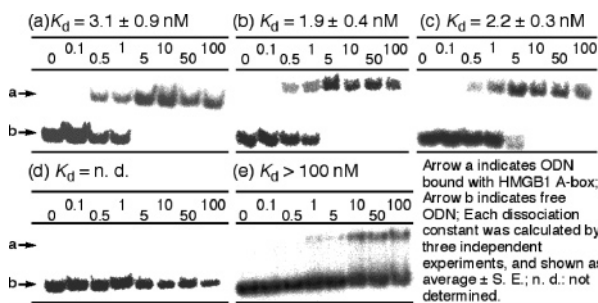 (a)Kd = 3.1 ± 0.9 nM
(b) Kd = 1.9 ± 0.4 nM
(c) Kd = 2.2 ± 0.3 nM
0.1 1 10 100
0 0.5 5 50
0.1 1 10 100
0 0.5 5 50
0.1 1 10 100
0 0.5 5 50
a
b
(d) Kd = n. d.
(e) Kd > 100 nM
0.1 1 10 100
0 0.5 5 50
0.1 1 10 100
0 0.5 5 50
a
b
Arrow a indicates ODN
bound with HMGB1 A-box;
Arrow b indicates free
ODN; Each dissociation
constant was calculated by
three independent
experiments, and shown as
average ± S. E.; n. d.: not
determined.